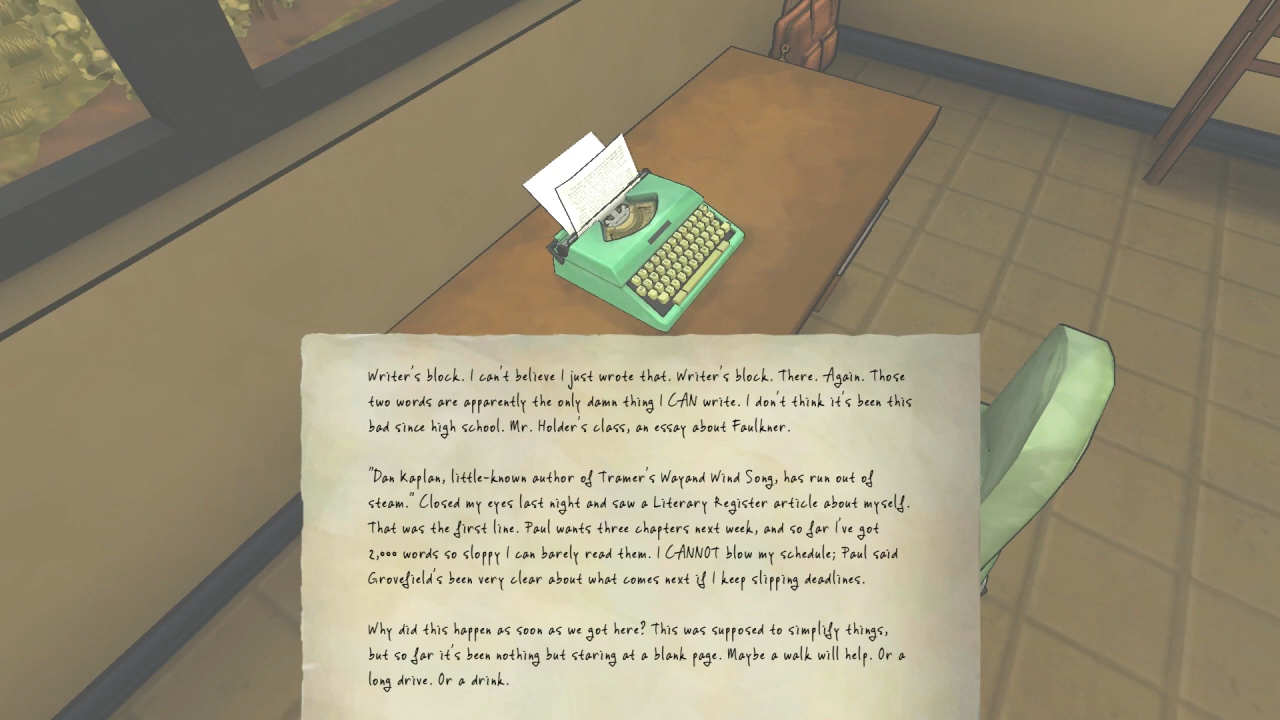 Writer's block. I can't believe I just wrote that. Writer's block. There. Again. Those
two words are apparently the only damn thing I CAN write. I don't think it's been this
bad since high school. Mr. Holder's class, an essay about Faulkner.
"Dan Kaplan, little-known author of Tramer's Wayand Wind Song, has run out of
steam." Closed my eyes last night and saw a Literary Register article about myself.
That was the first line. Paul wants three chapters next week, and so far I've got
2,000 words so sloppy I can barely read them. I CANNOT blow my schedule; Paul said
Grovefield's been very clear about what comes next if I keep slipping deadlines.
Why did this happen as soon as we got here? This was supposed to simplify things,
but so far it's been nothing but staring at a blank page. Maybe a walk will help. Or a
long drive. Or a drink.